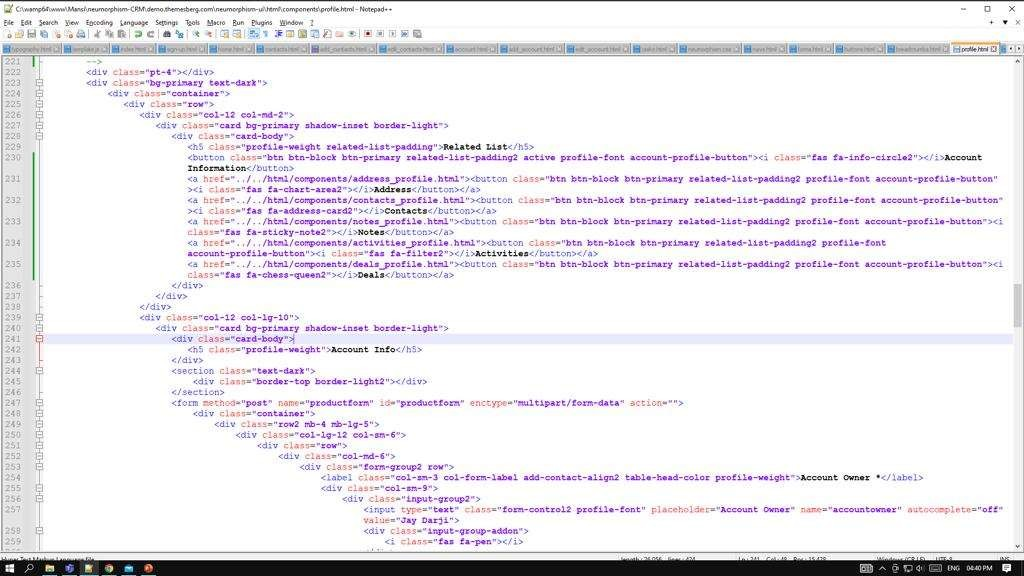 C:\wamp64\www\Mansi\neumorphism-CRM\demo.themesberg.com\neumorphism-ui\html\components\profile.html - Notepad++
File Edit Search View Encoding Language Settings Tools Macro Run Plugins Window ?
profile.html
221 -->
222 <div class="pt-4"></div>
223 <div class="bg-primary text-dark">
224 <div class="container">
225 <div class="row">
226 <div class="col-12 col-md-2">
227 <div class="card bg-primary shadow-inset border-light">
228 <div class="card-body">
229 <h5 class="profile-weight related-list-padding">Related List</h5>
230 <button class="btn btn-block btn-primary related-list-padding2 active profile-font account-profile-button"><i class="fas fa-info-circle2"></i>Account
Information</button>
231 <a href="../../html/components/address_profile.html"><button class="btn btn-block btn-primary related-list-padding2 profile-font account-profile-button"
><i class="fas fa-chart-area2"></i>Address</button></a>
232 <a href="../../html/components/contacts_profile.html"><button class="btn btn-block btn-primary related-list-padding2 profile-font account-profile-button"
><i class="fas fa-address-card2"></i>Contacts</button></a>
233 <a href="../../html/components/notes_profile.html"><button class="btn btn-block btn-primary related-list-padding2 profile-font account-profile-button"><i
class="fas fa-sticky-note2"></i>Notes</button></a>
234 <a href="../../html/components/activities_profile.html"><button class="btn btn-block btn-primary related-list-padding2 profile-font
account-profile-button"><i class="fas fa-filter2"></i>Activities</button></a>
235 <a href="../../html/components/deals_profile.html"><button class="btn btn-block btn-primary related-list-padding2 profile-font account-profile-button"><i
class="fas fa-chess-queen2"></i>Deals</button></a>
236 </div>
237 </div>
238 </div>
239 <div class="col-12 col-lg-10">
240 <div class="card bg-primary shadow-inset border-light">
241 <div class="card-body">
242 <h5 class="profile-weight">Account Info</h5>
243 </div>
244 <section class="text-dark">
245 <div class="border-top border-light2"></div>
246 </section>
247 <form method="post" name="productform" id="productform" enctype="multipart/form-data" action="">
248 <div class="container">
249 <div class="row2 mb-4 mb-lg-5">
250 <div class="col-lg-12 col-sm-6">
251 <div class="row">
252 <div class="col-md-6">
253 <div class="form-group2 row">
254 <label class="col-sm-3 col-form-label add-contact-align2 table-head-color profile-weight">Account Owner *</label>
255 <div class="col-sm-9">
256 <div class="input-group2">
257 <input type="text" class="form-control2 profile-font" placeholder="Account Owner" name="accountowner" autocomplete="off"
value="Jay Darji">
258 <div class="input-group-addon">
259 <i class="fas fa-pen"></i>
ENG 04:40 PM